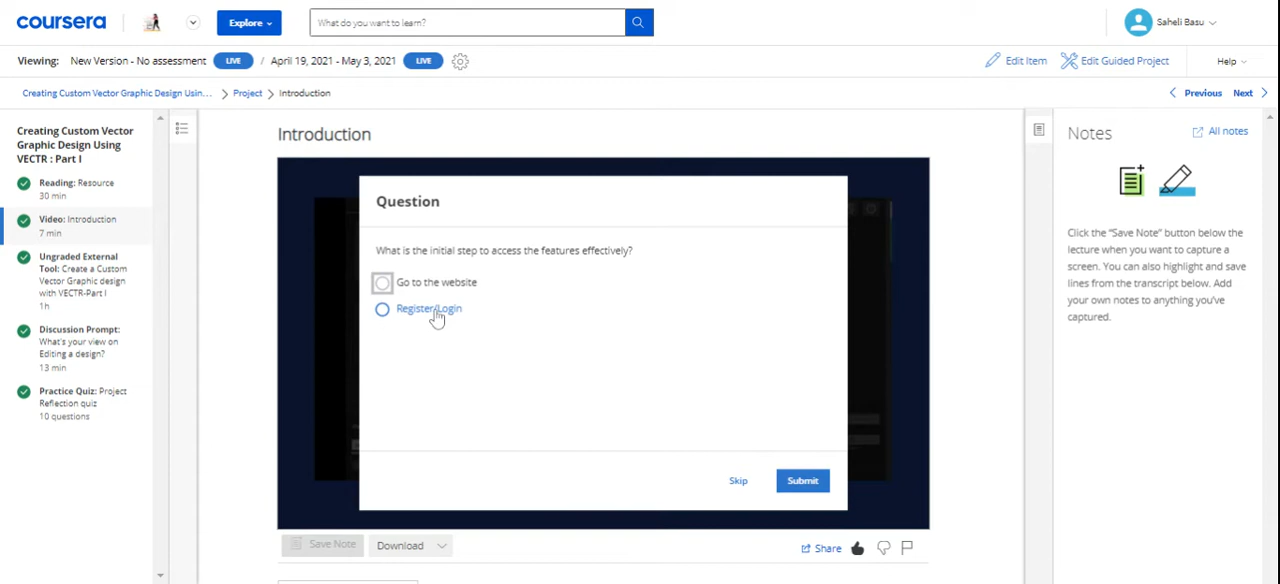 coursera
Explore
What do you want to learn?
Saheli Basu
Viewing: New Version - No assessment LIVE / April 19, 2021 - May 3, 2021 LIVE
Edit Item
Edit Guided Project
Help
Creating Custom Vector Graphic Design Usin... > Project > Introduction
Previous
Next
Creating Custom Vector
Graphic Design Using
VECTR : Part I
Reading: Resource
30 min
Video: Introduction
7 min
Ungraded External
Tool: Create a Custom
Vector Graphic design
with VECTR-Part I
1h
Discussion Prompt:
What's your view on
Editing a design?
13 min
Practice Quiz: Project
Reflection quiz
10 questions
Introduction
Question
What is the initial step to access the features effectively?
Go to the website
Register/Login
Skip
Submit
Save Note
Download
Share
Notes
All notes
Click the “Save Note” button below the
lecture when you want to capture a
screen. You can also highlight and save
lines from the transcript below. Add
your own notes to anything you’ve
captured.